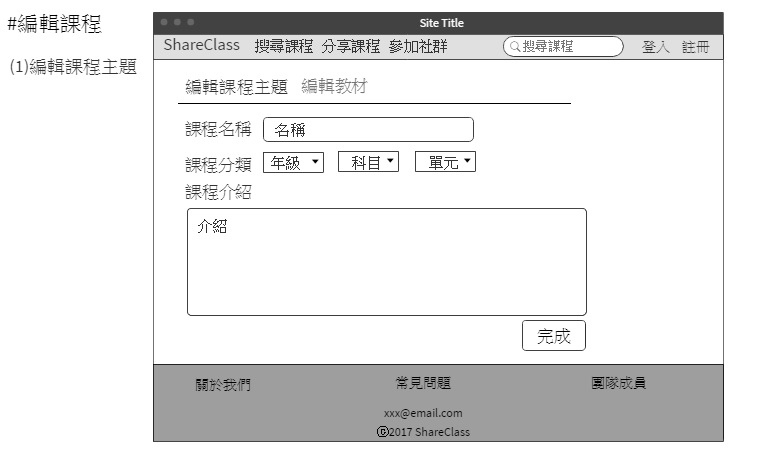 #編輯課程
(1)編輯課程主題
Site Title
ShareClass 搜尋課程 分享課程 參加社群 搜尋課程 登入 註冊
編輯課程主題 編輯教材
課程名稱 名稱
課程分類 年級 科目 單元
課程介紹
介紹
完成
關於我們 常見問題 團隊成員
xxx@email.com
©2017 ShareClass